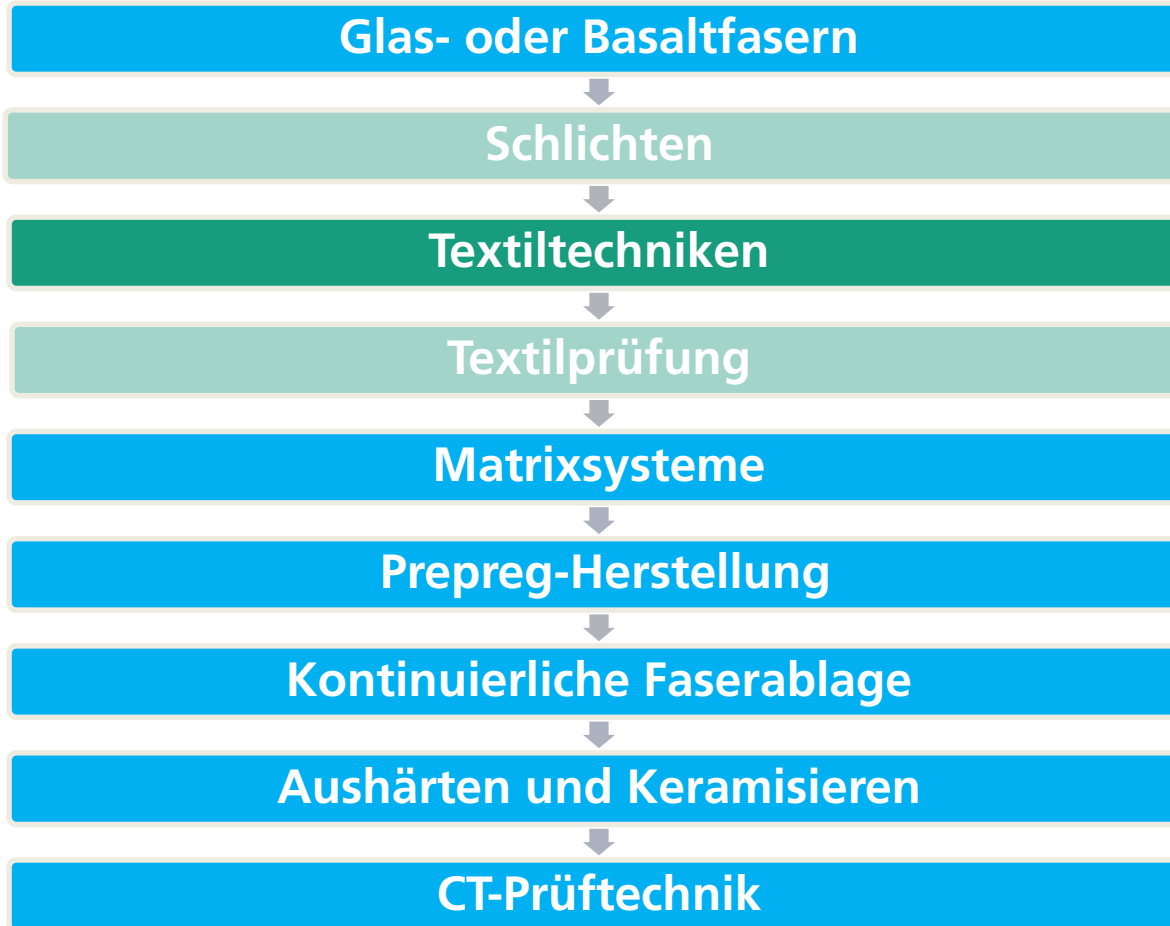 Glas- oder Basaltfasern
Schlichten
Textiltechniken
Textilprüfung
Matrixsysteme
Prepreg-Herstellung
Kontinuierliche Faserablage
Aushärten und Keramisieren
CT-Prüftechnik